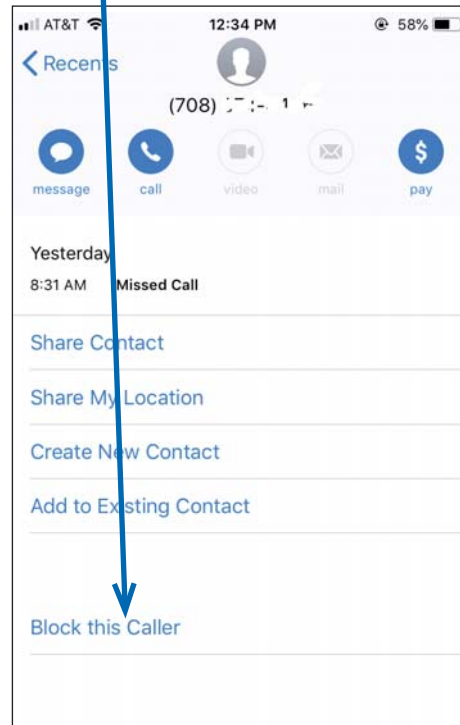 AT&T 12:34 PM 58%
Recents
(708)
message call video mail pay
$
Yesterday
8:31 AM Missed Call
Share Contact
Share My Location
Create New Contact
Add to Existing Contact
Block this Caller